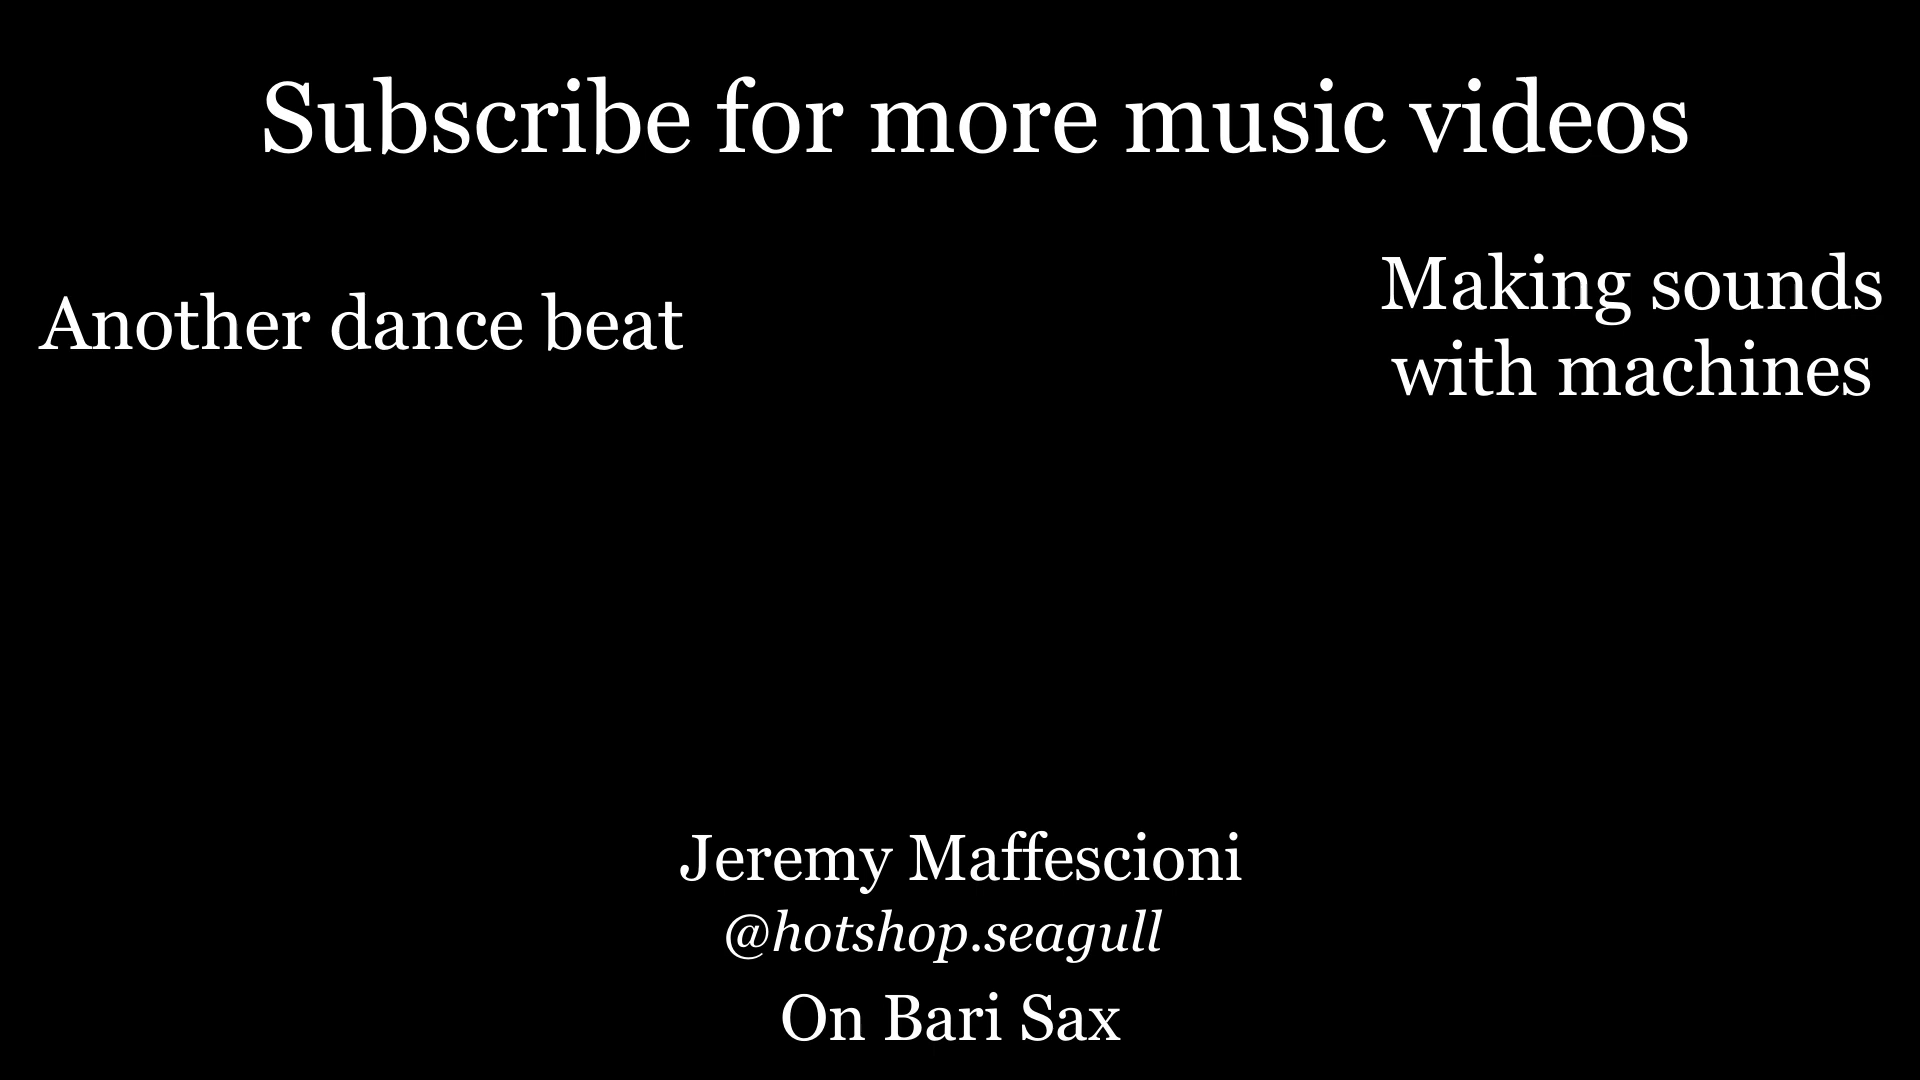 Subscribe for more music videos
Another dance beat
Making sounds
with machines
Jeremy Maffescioni
@hotshop.seagull
On Bari Sax